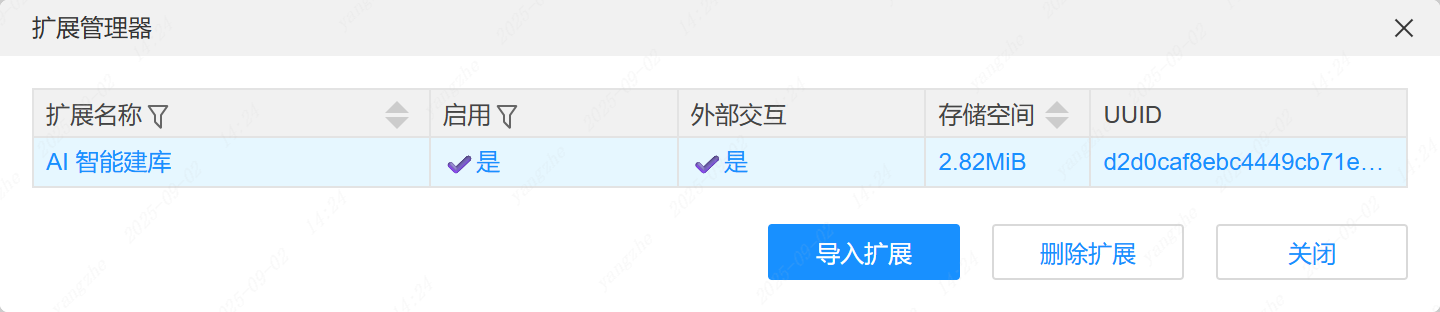 扩展管理器
扩展名称 启用 外部交互 存储空间 UUID
AI 智能建库 是 是 2.82MiB d2d0caf8ebc4449cb71e…
导入扩展 删除扩展 关闭